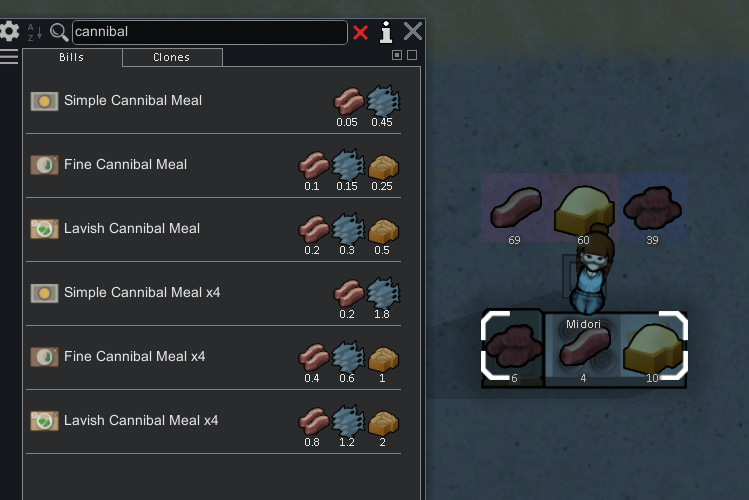 A
Z
cannibal
Bills
Clones
Simple Cannibal Meal
0.05 0.45
Fine Cannibal Meal
0.1 0.15 0.25
Lavish Cannibal Meal
0.2 0.3 0.5
Simple Cannibal Meal x4
0.2 1.8
Fine Cannibal Meal x4
0.4 0.6 1
Lavish Cannibal Meal x4
0.8 1.2 2
69 60 39
Midori
6 4 10